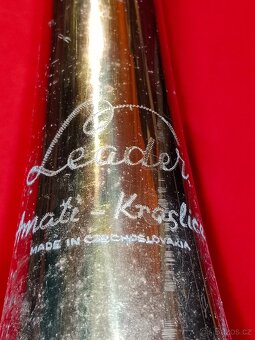 Leader
Amati - Kraslice
MADE IN CZECHOSLOVAKIA